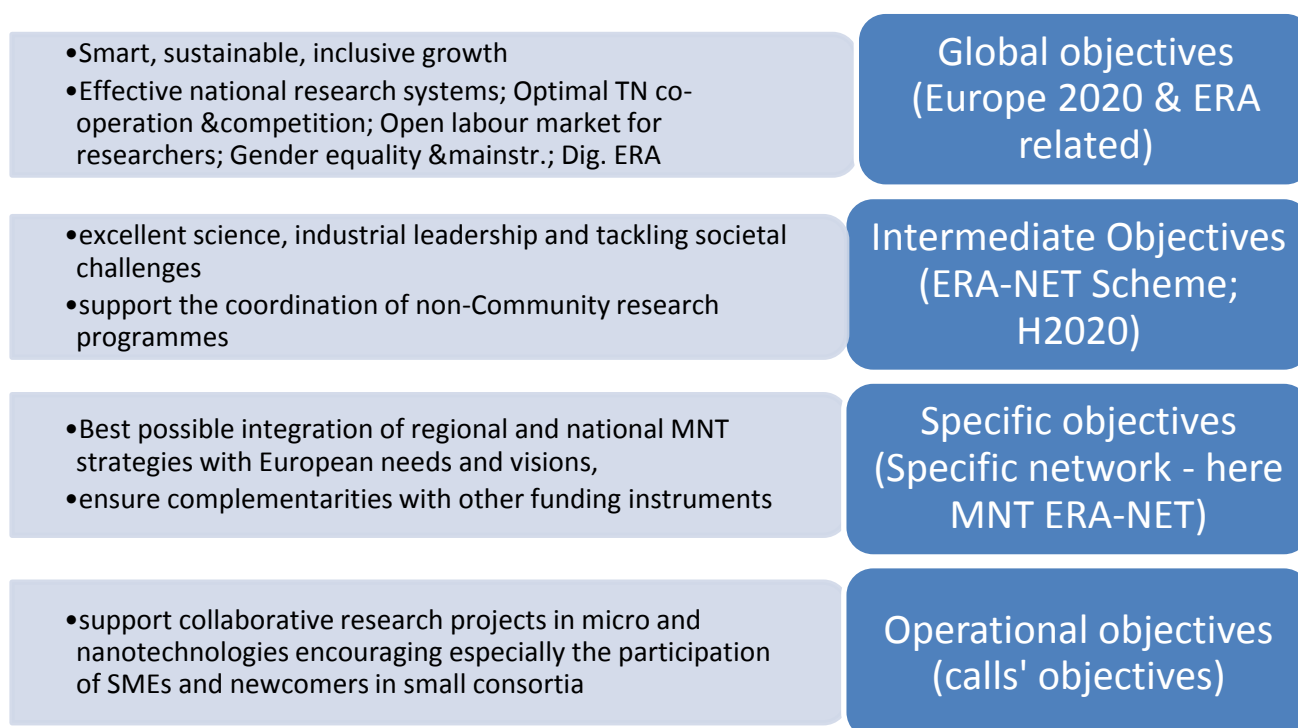 •Smart, sustainable, inclusive growth
•Effective national research systems; Optimal TN co-
operation &competition; Open labour market for
researchers; Gender equality &mainstr.; Dig. ERA
Global objectives
(Europe 2020 & ERA
related)
•excellent science, industrial leadership and tackling societal
challenges
•support the coordination of non-Community research
programmes
Intermediate Objectives
(ERA-NET Scheme;
H2020)
•Best possible integration of regional and national MNT
strategies with European needs and visions,
•ensure complementarities with other funding instruments
Specific objectives
(Specific network - here
MNT ERA-NET)
•support collaborative research projects in micro and
nanotechnologies encouraging especially the participation
of SMEs and newcomers in small consortia
Operational objectives
(calls' objectives)